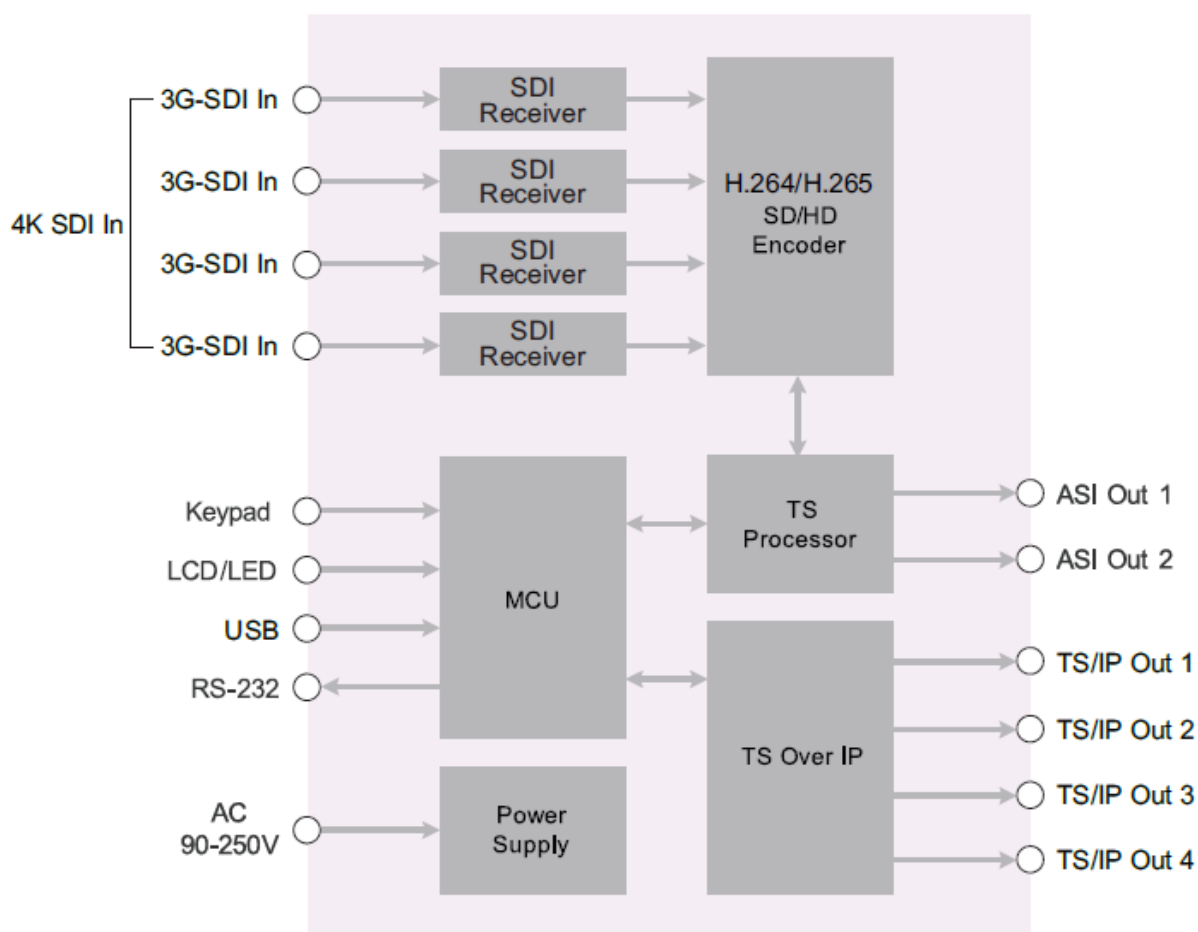 4K SDI In
3G-SDI In
3G-SDI In
3G-SDI In
3G-SDI In
SDI
Receiver
SDI
Receiver
SDI
Receiver
SDI
Receiver
H.264/H.265
SD/HD
Encoder
Keypad
LCD/LED
USB
RS-232
MCU
TS
Processor
ASI Out 1
ASI Out 2
AC
90-250V
Power
Supply
TS Over IP
TS/IP Out 1
TS/IP Out 2
TS/IP Out 3
TS/IP Out 4